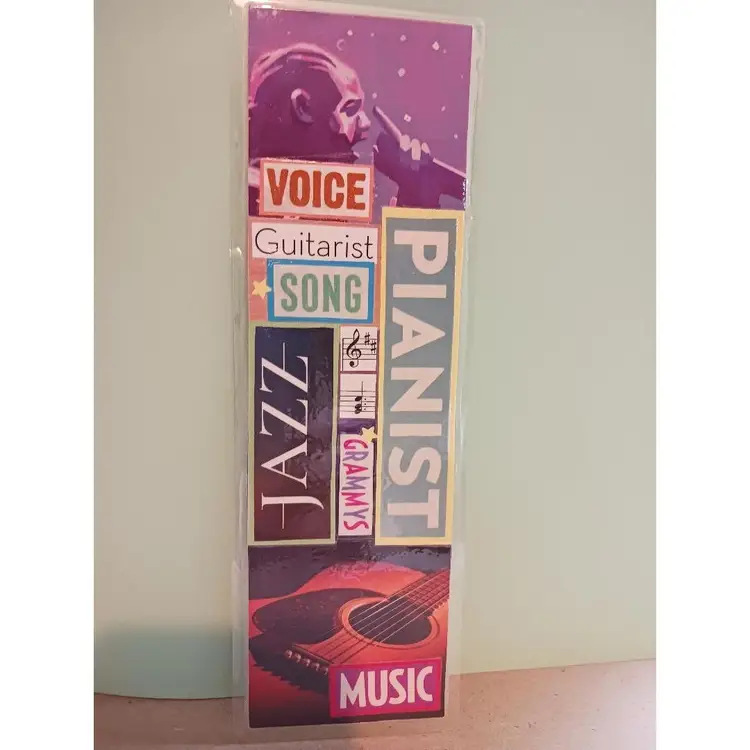 VOICE
Guitarist
SONG
PIANIST
JAZZ
GRAMMYS
MUSIC